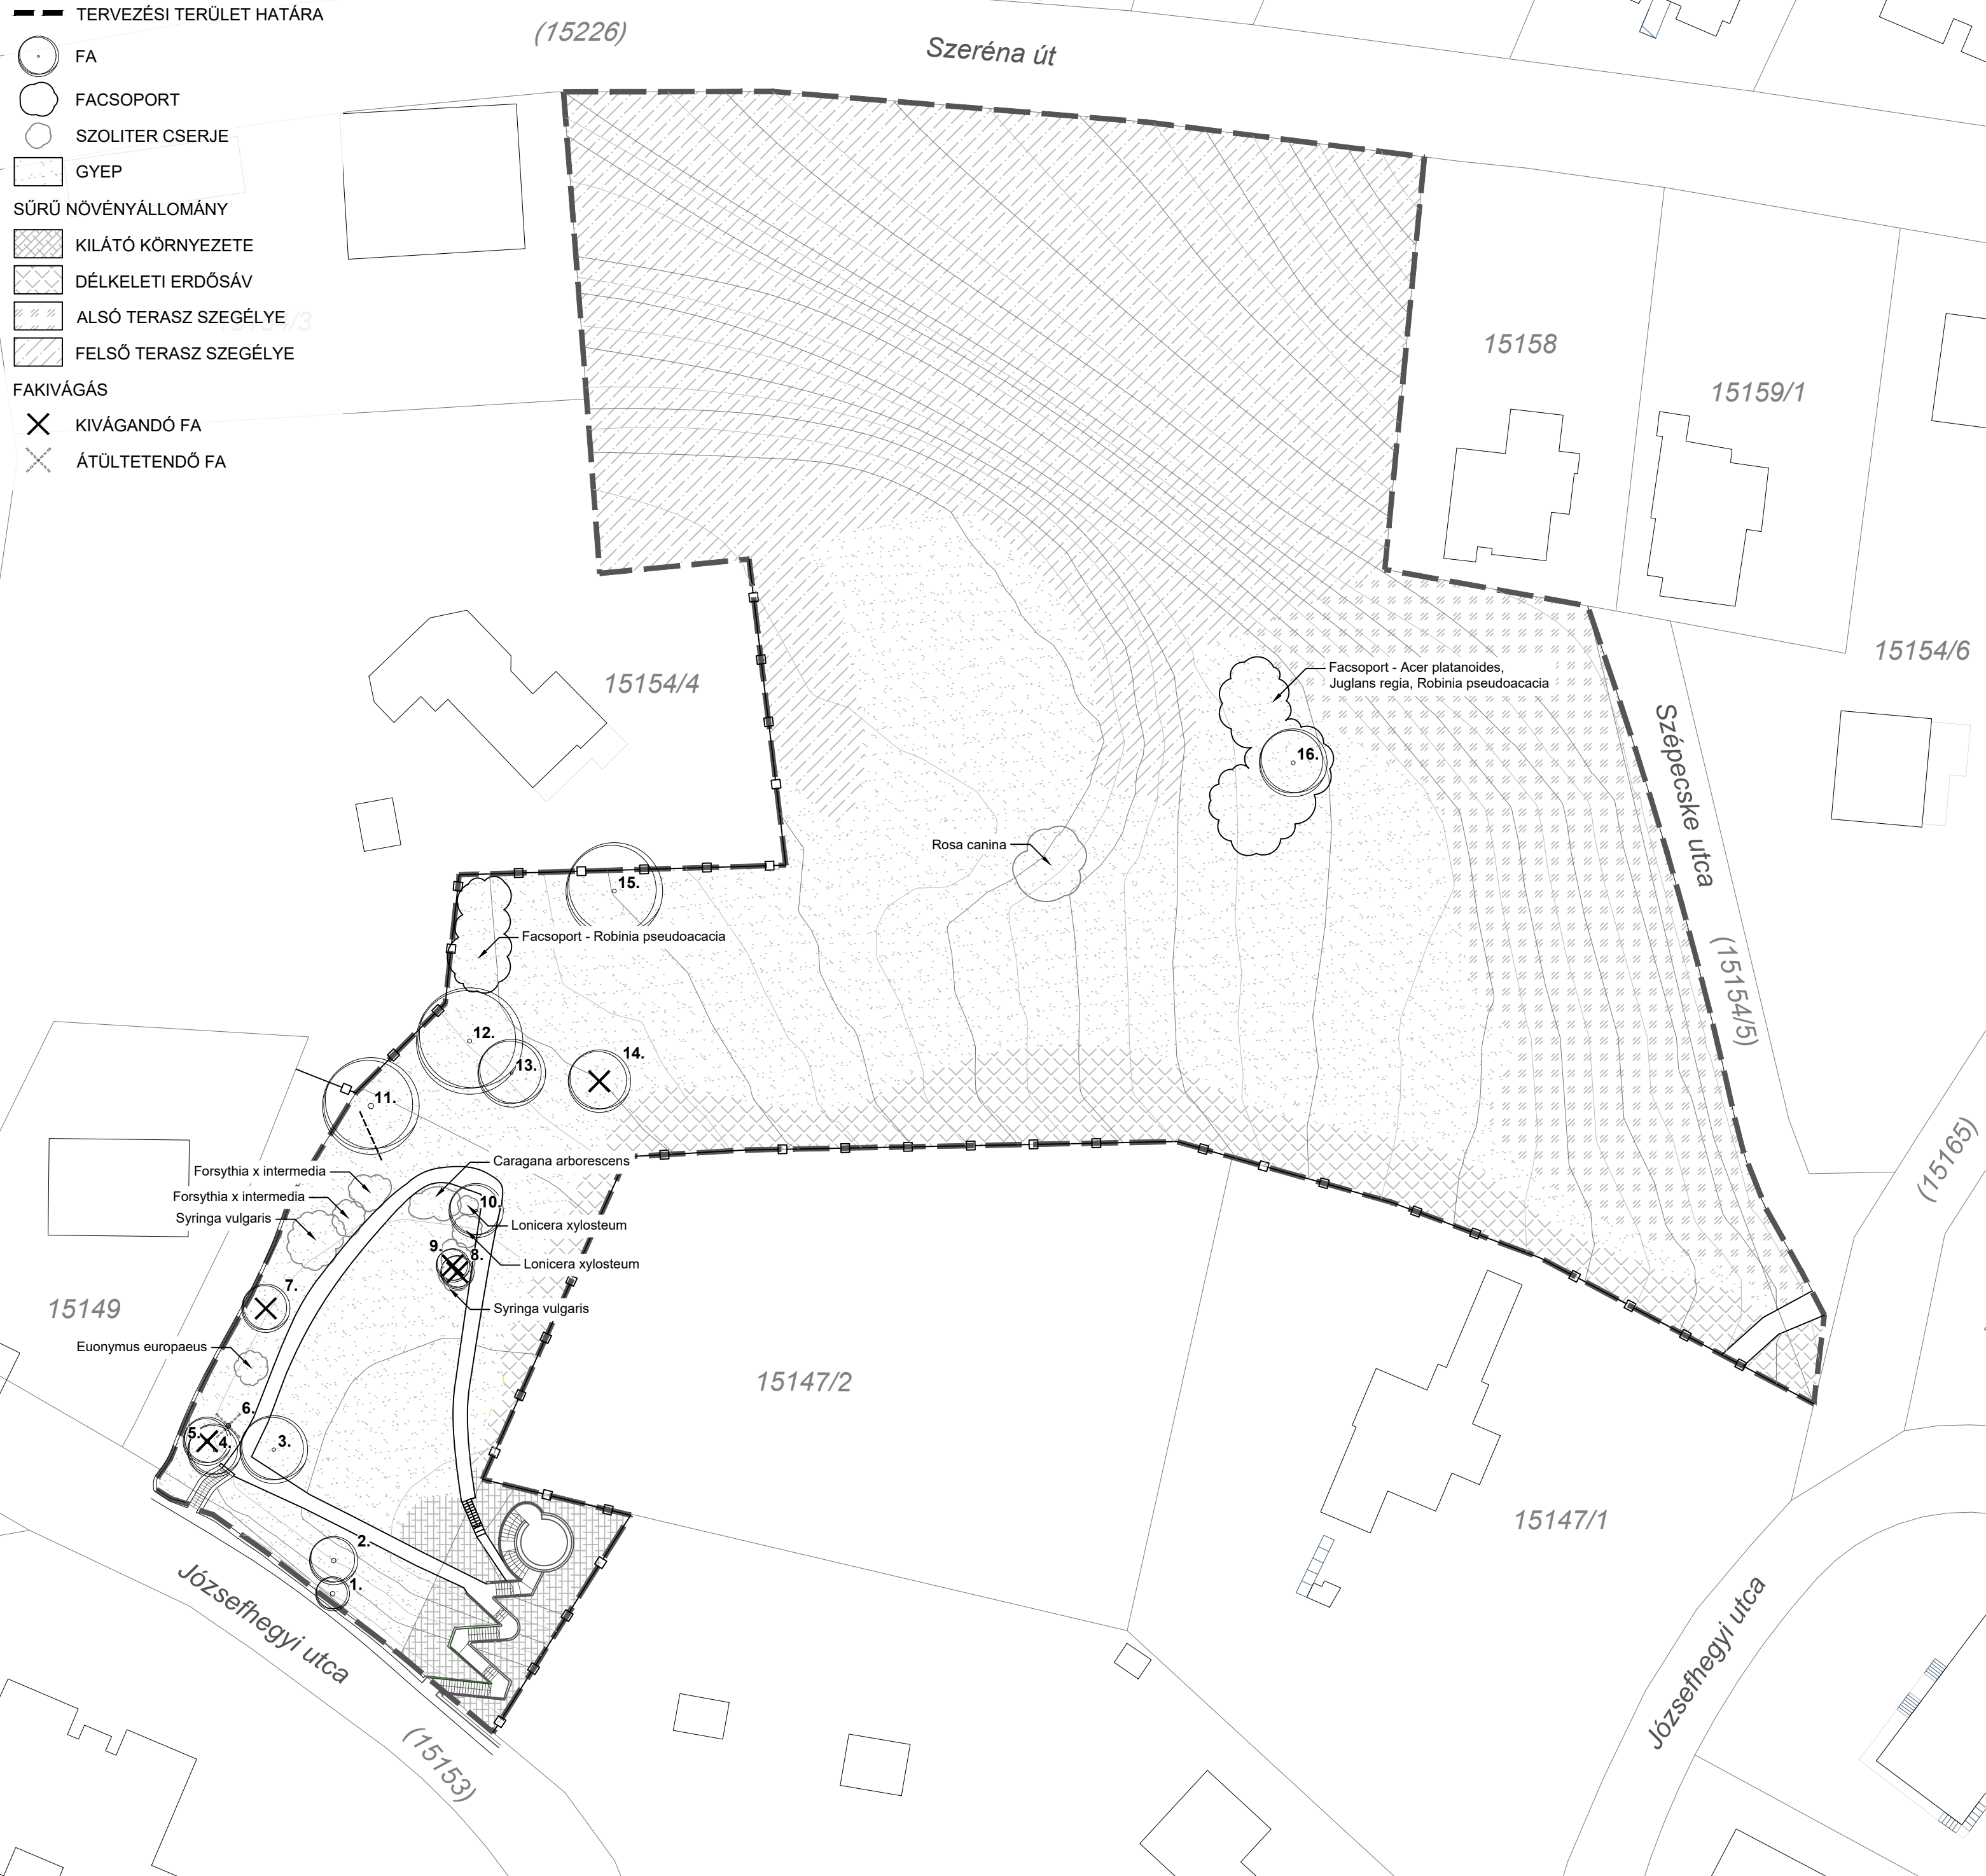 TERVEZÉSI TERÜLET HATÁRA
FA
FACSOPORT
SZOLITER CSERJE
GYEP
SŰRŰ NÖVÉNYÁLLOMÁNY
KILÁTÓ KÖRNYEZETE
DÉLKELETI ERDŐSÁV
ALSÓ TERASZ SZEGÉLYE
FELSŐ TERASZ SZEGÉLYE
FAKIVÁGÁS
KIVÁGANDÓ FA
ÁTÜLTETENDŐ FA
(15226)
Szeréna út
15158
15159/1
15154/6
15154/4
Facsoport - Acer platanoides,
Juglans regia, Robinia pseudoacacia
16.
Szépecske utca
(15154/5)
Rosa canina
15.
Facsoport - Robinia pseudoacacia
12.
13.
14.
11.
(15165)
Caragana arborescens
Forsythia x intermedia
Forsythia x intermedia
Syringa vulgaris
10.
Lonicera xylosteum
9.
8.
Lonicera xylosteum
7.
Syringa vulgaris
15149
Euonymus europaeus
15147/2
6.
5.
4.
3.
15147/1
2.
1.
Józsefhegyi utca
Józsefhegyi utca
(15153)